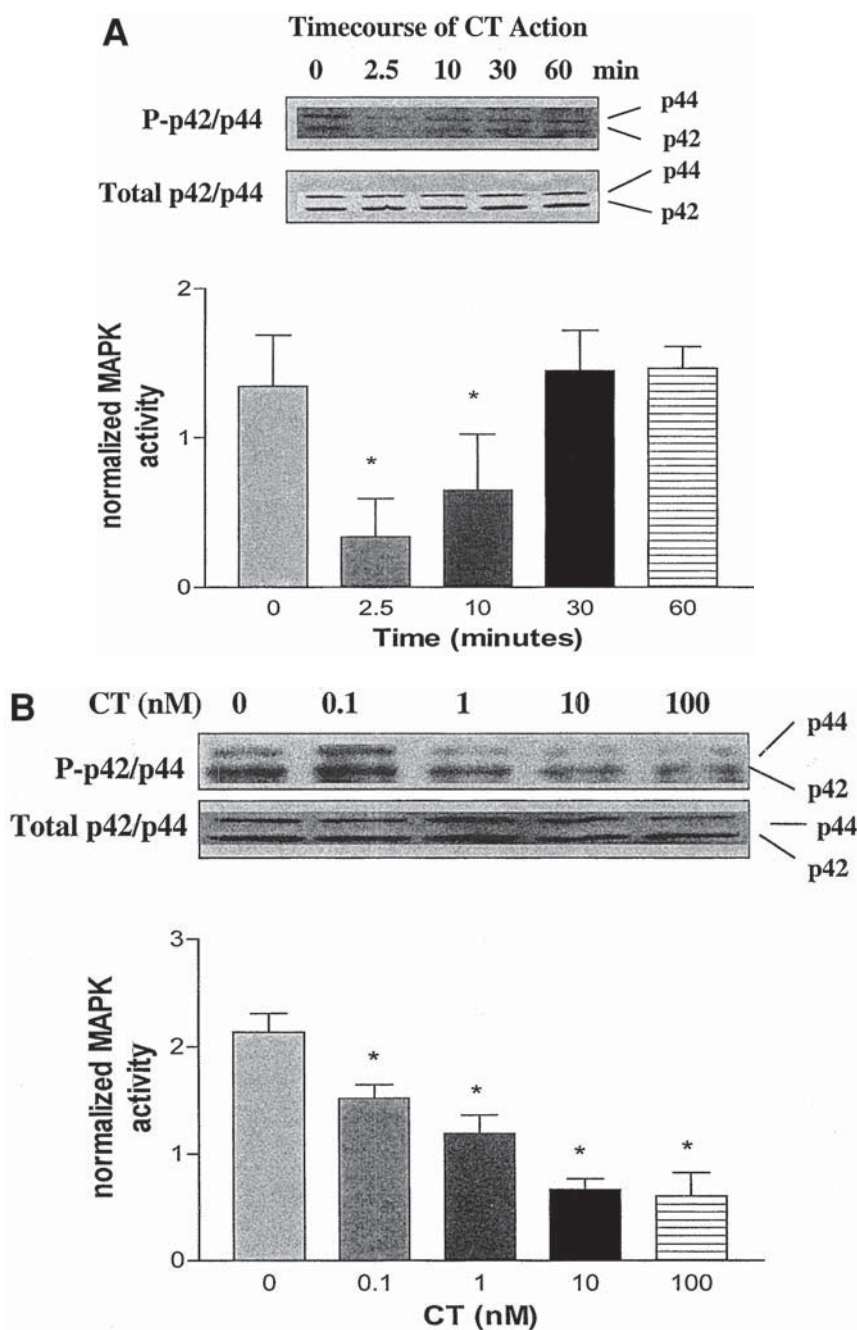 A
Timecourse of CT Action
0 2.5 10 30 60 min
P-p42/p44
p44
p42
Total p42/p44
p44
p42
normalized MAPK
activity
2
1
0
*
*
0 2.5 10 30 60
Time (minutes)
B
CT (nM) 0 0.1 1 10 100
P-p42/p44
p44
p42
Total p42/p44
p44
p42
normalized MAPK
activity
3
2
1
0
*
*
*
*
0 0.1 1 10 100
CT (nM)